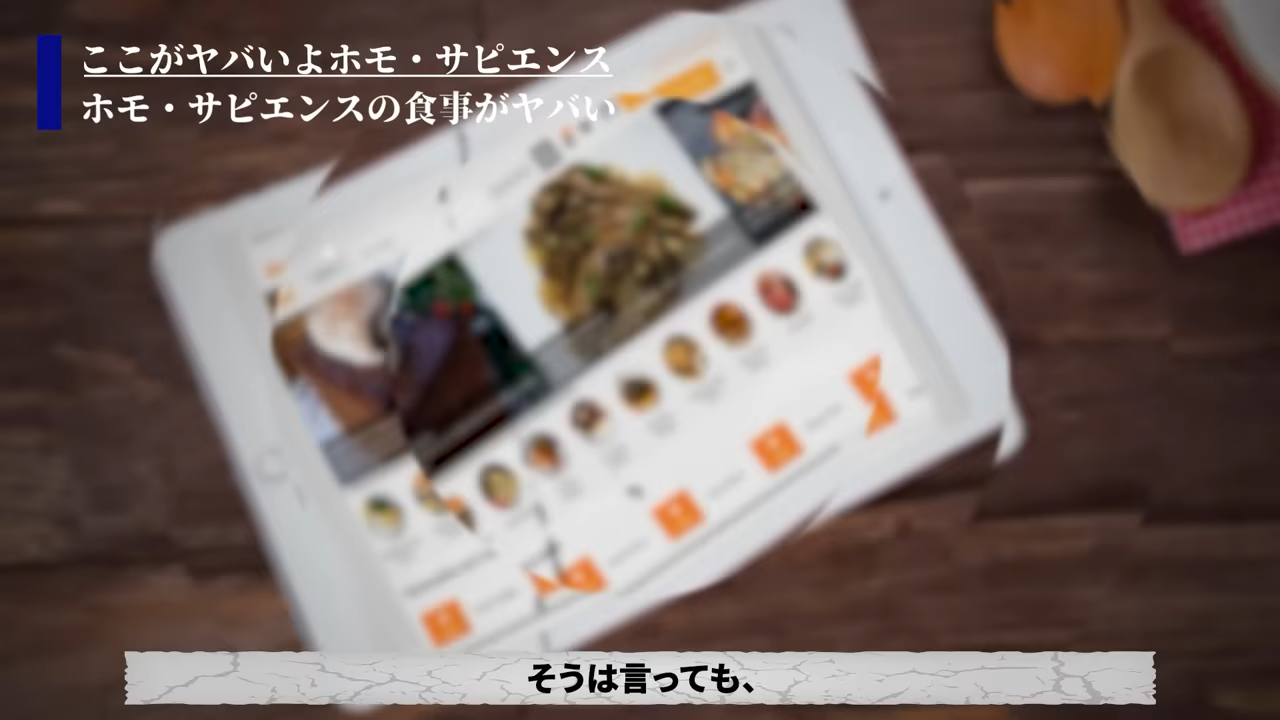 ここがヤバいよホモ・サピエンス
ホモ・サピエンスの食事がヤバい
そうは言っても、